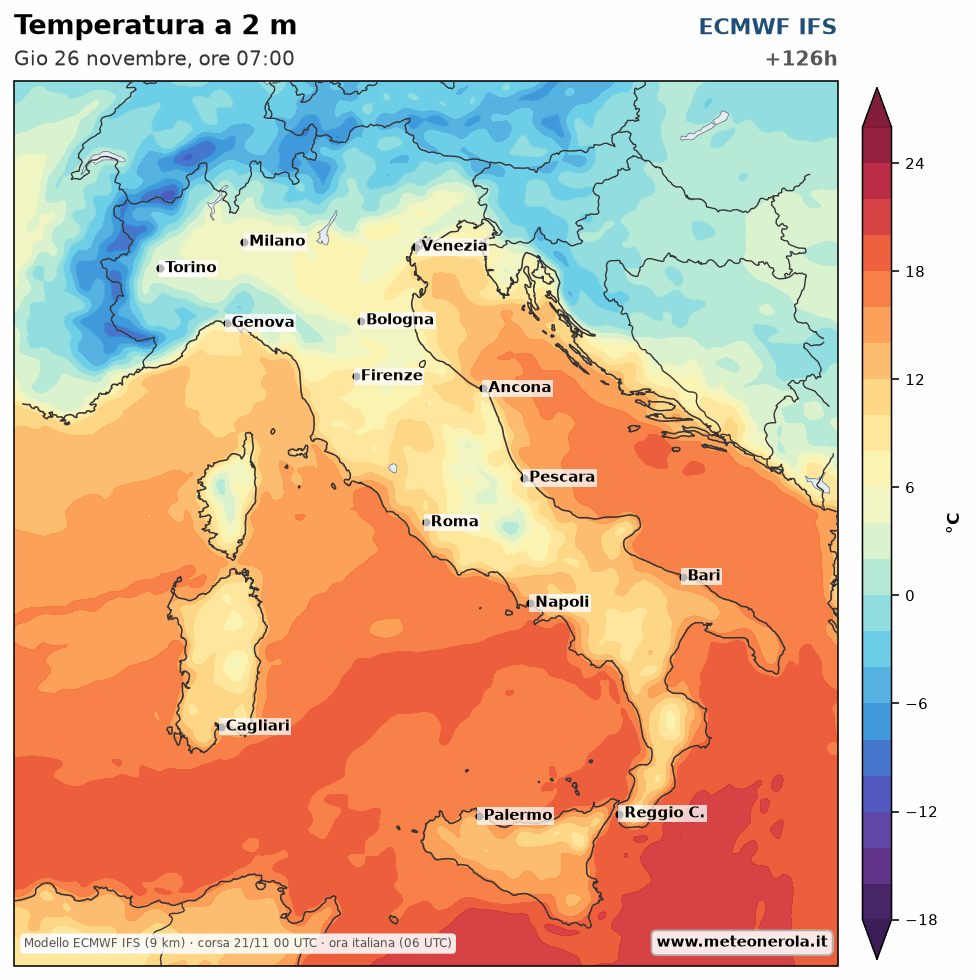 Temperatura a 2 m
ECMWF IFS
Gio 26 novembre, ore 07:00
+126h
Milano
Venezia
Torino
Genova
Bologna
Firenze
Ancona
Pescara
Roma
Bari
Napoli
Cagliari
Palermo
Reggio C.
24
18
12
6
0
−6
−12
−18
°C
Modello ECMWF IFS (9 km) · corsa 21/11 00 UTC · ora italiana (06 UTC)
www.meteonerola.it